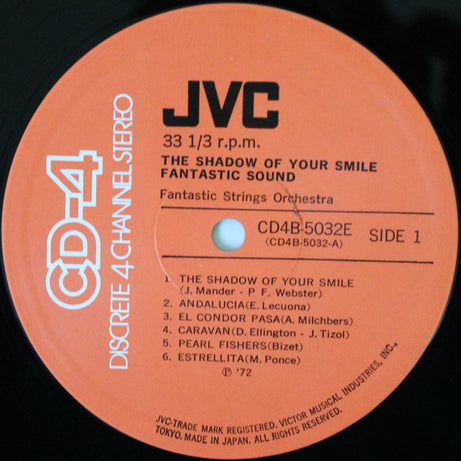 JVC
33 1/3 r.p.m.
THE SHADOW OF YOUR SMILE
FANTASTIC SOUND
Fantastic Strings Orchestra
CD4B-5032E
(CD4B-5032-A)
SIDE 1
1. THE SHADOW OF YOUR SMILE
(J. Mander - P F. Webster)
2. ANDALUCIA(E. Lecuona)
3. EL CONDOR PASA(A. Milchbers)
4. CARAVAN(D. Ellington - J. Tizol)
5. PEARL FISHERS(Bizet)
6. ESTRELLITA(M. Ponce)
Ⓟ '72
CD-4
DISCRETE 4 CHANNEL STEREO
JVC-TRADE MARK REGISTERED. VICTOR MUSICAL INDUSTRIES, INC.,
TOKYO. MADE IN JAPAN. ALL RIGHTS RESERVED.